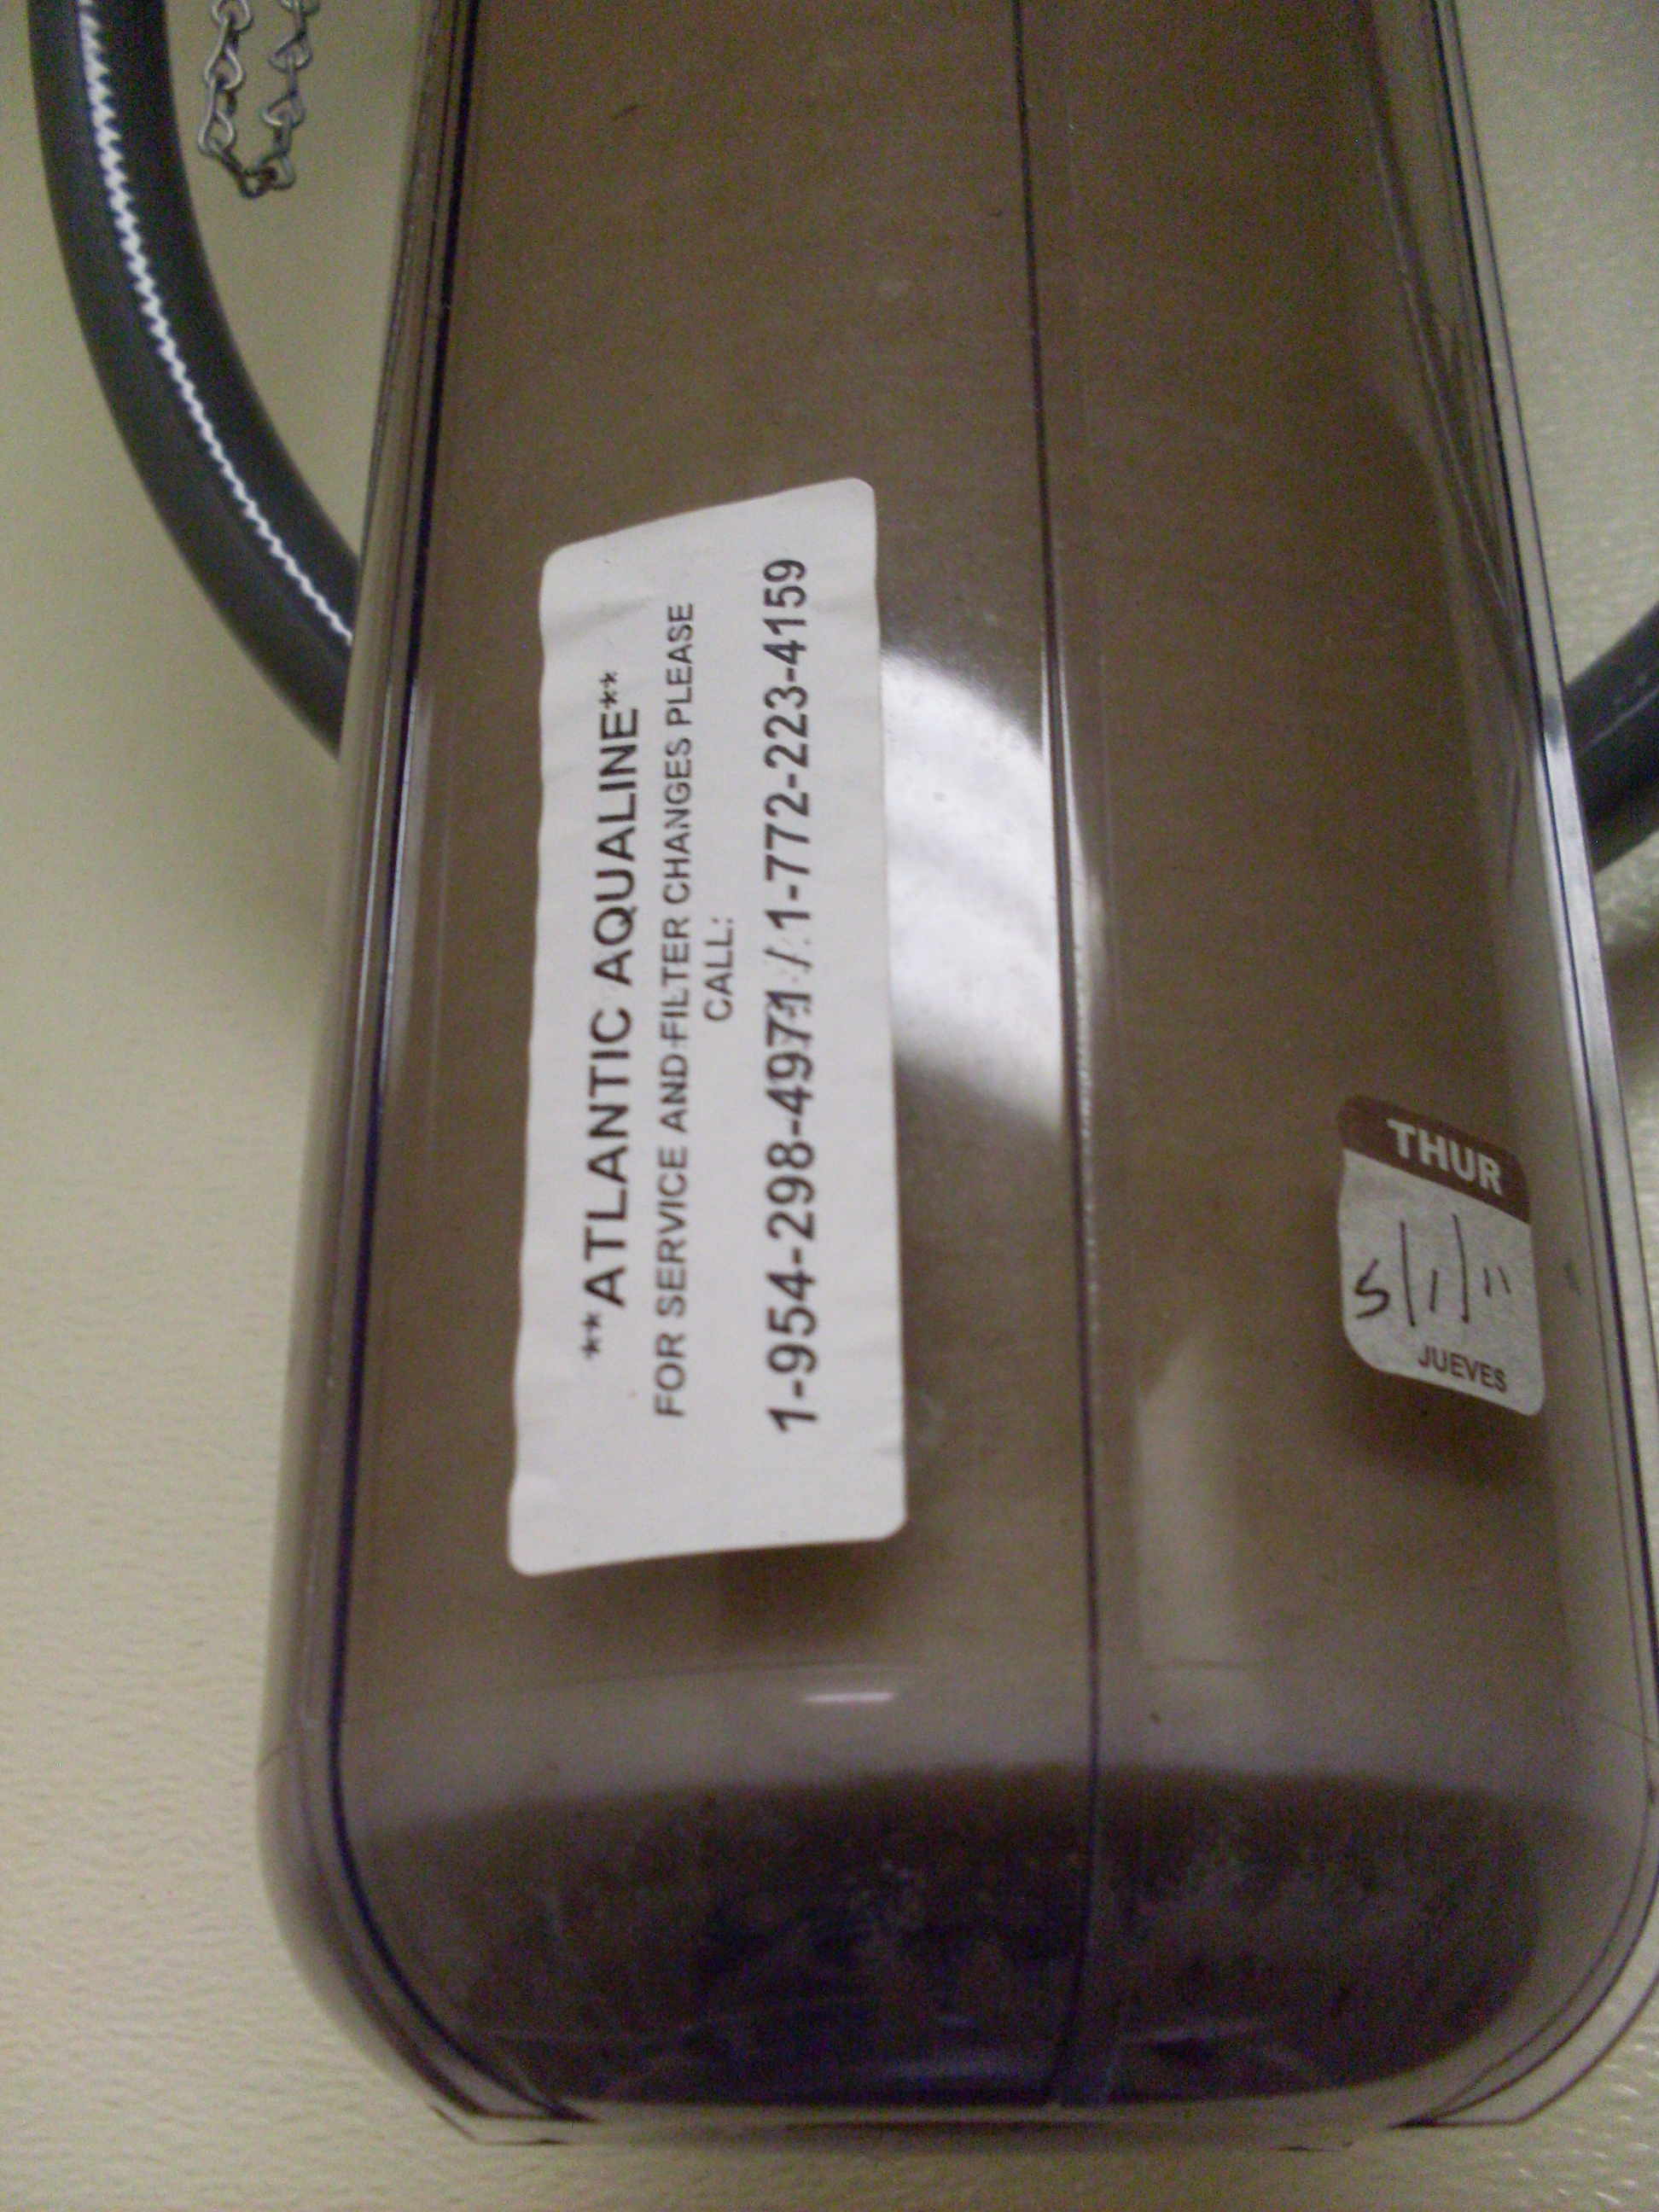 **ATLANTIC AQUALINE**
FOR SERVICE AND FILTER CHANGES PLEASE
CALL:
1-954-298-4971 / 1-772-223-4159
THUR
5/1/11
JUEVES